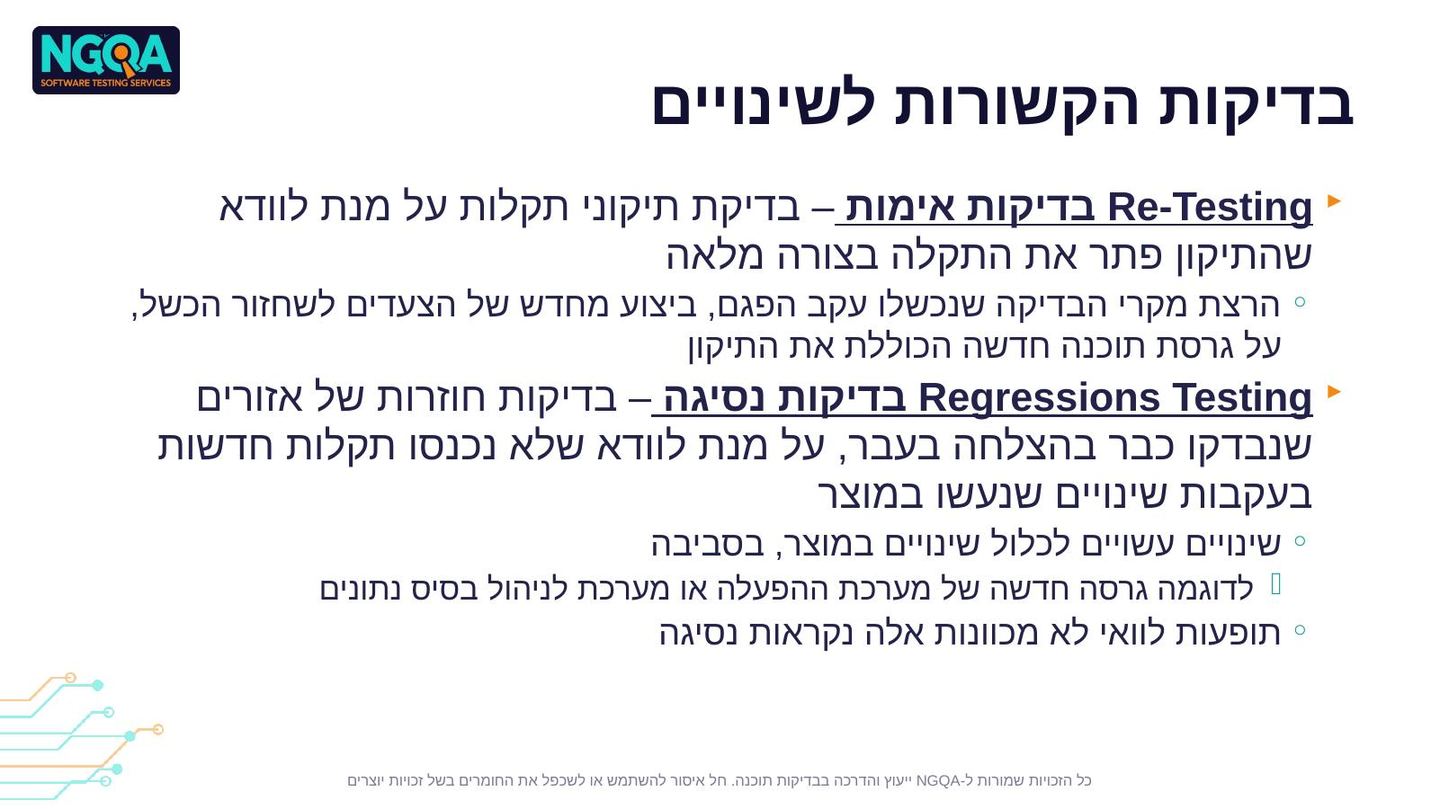 NGQA
SOFTWARE TESTING SERVICES
בדיקות הקשורות לשינויים
Re-Testing בדיקות אימות – בדיקת תיקוני תקלות על מנת לוודא
שהתיקון פתר את התקלה בצורה מלאה
הרצת מקרי הבדיקה שנכשלו עקב הפגם, ביצוע מחדש של הצעדים לשחזור הכשל,
על גרסת תוכנה חדשה הכוללת את התיקון
Regressions Testing בדיקות נסיגה – בדיקות חוזרות של אזורים
שנבדקו כבר בהצלחה בעבר, על מנת לוודא שלא נכנסו תקלות חדשות
בעקבות שינויים שנעשו במוצר
שינויים עשויים לכלול שינויים במוצר, בסביבה
לדוגמה גרסה חדשה של מערכת ההפעלה או מערכת לניהול בסיס נתונים
תופעות לוואי לא מכוונות אלה נקראות נסיגה
כל הזכויות שמורות ל-NGQA ייעוץ והדרכה בבדיקות תוכנה. חל איסור להשתמש או לשכפל את החומרים בשל זכויות יוצרים